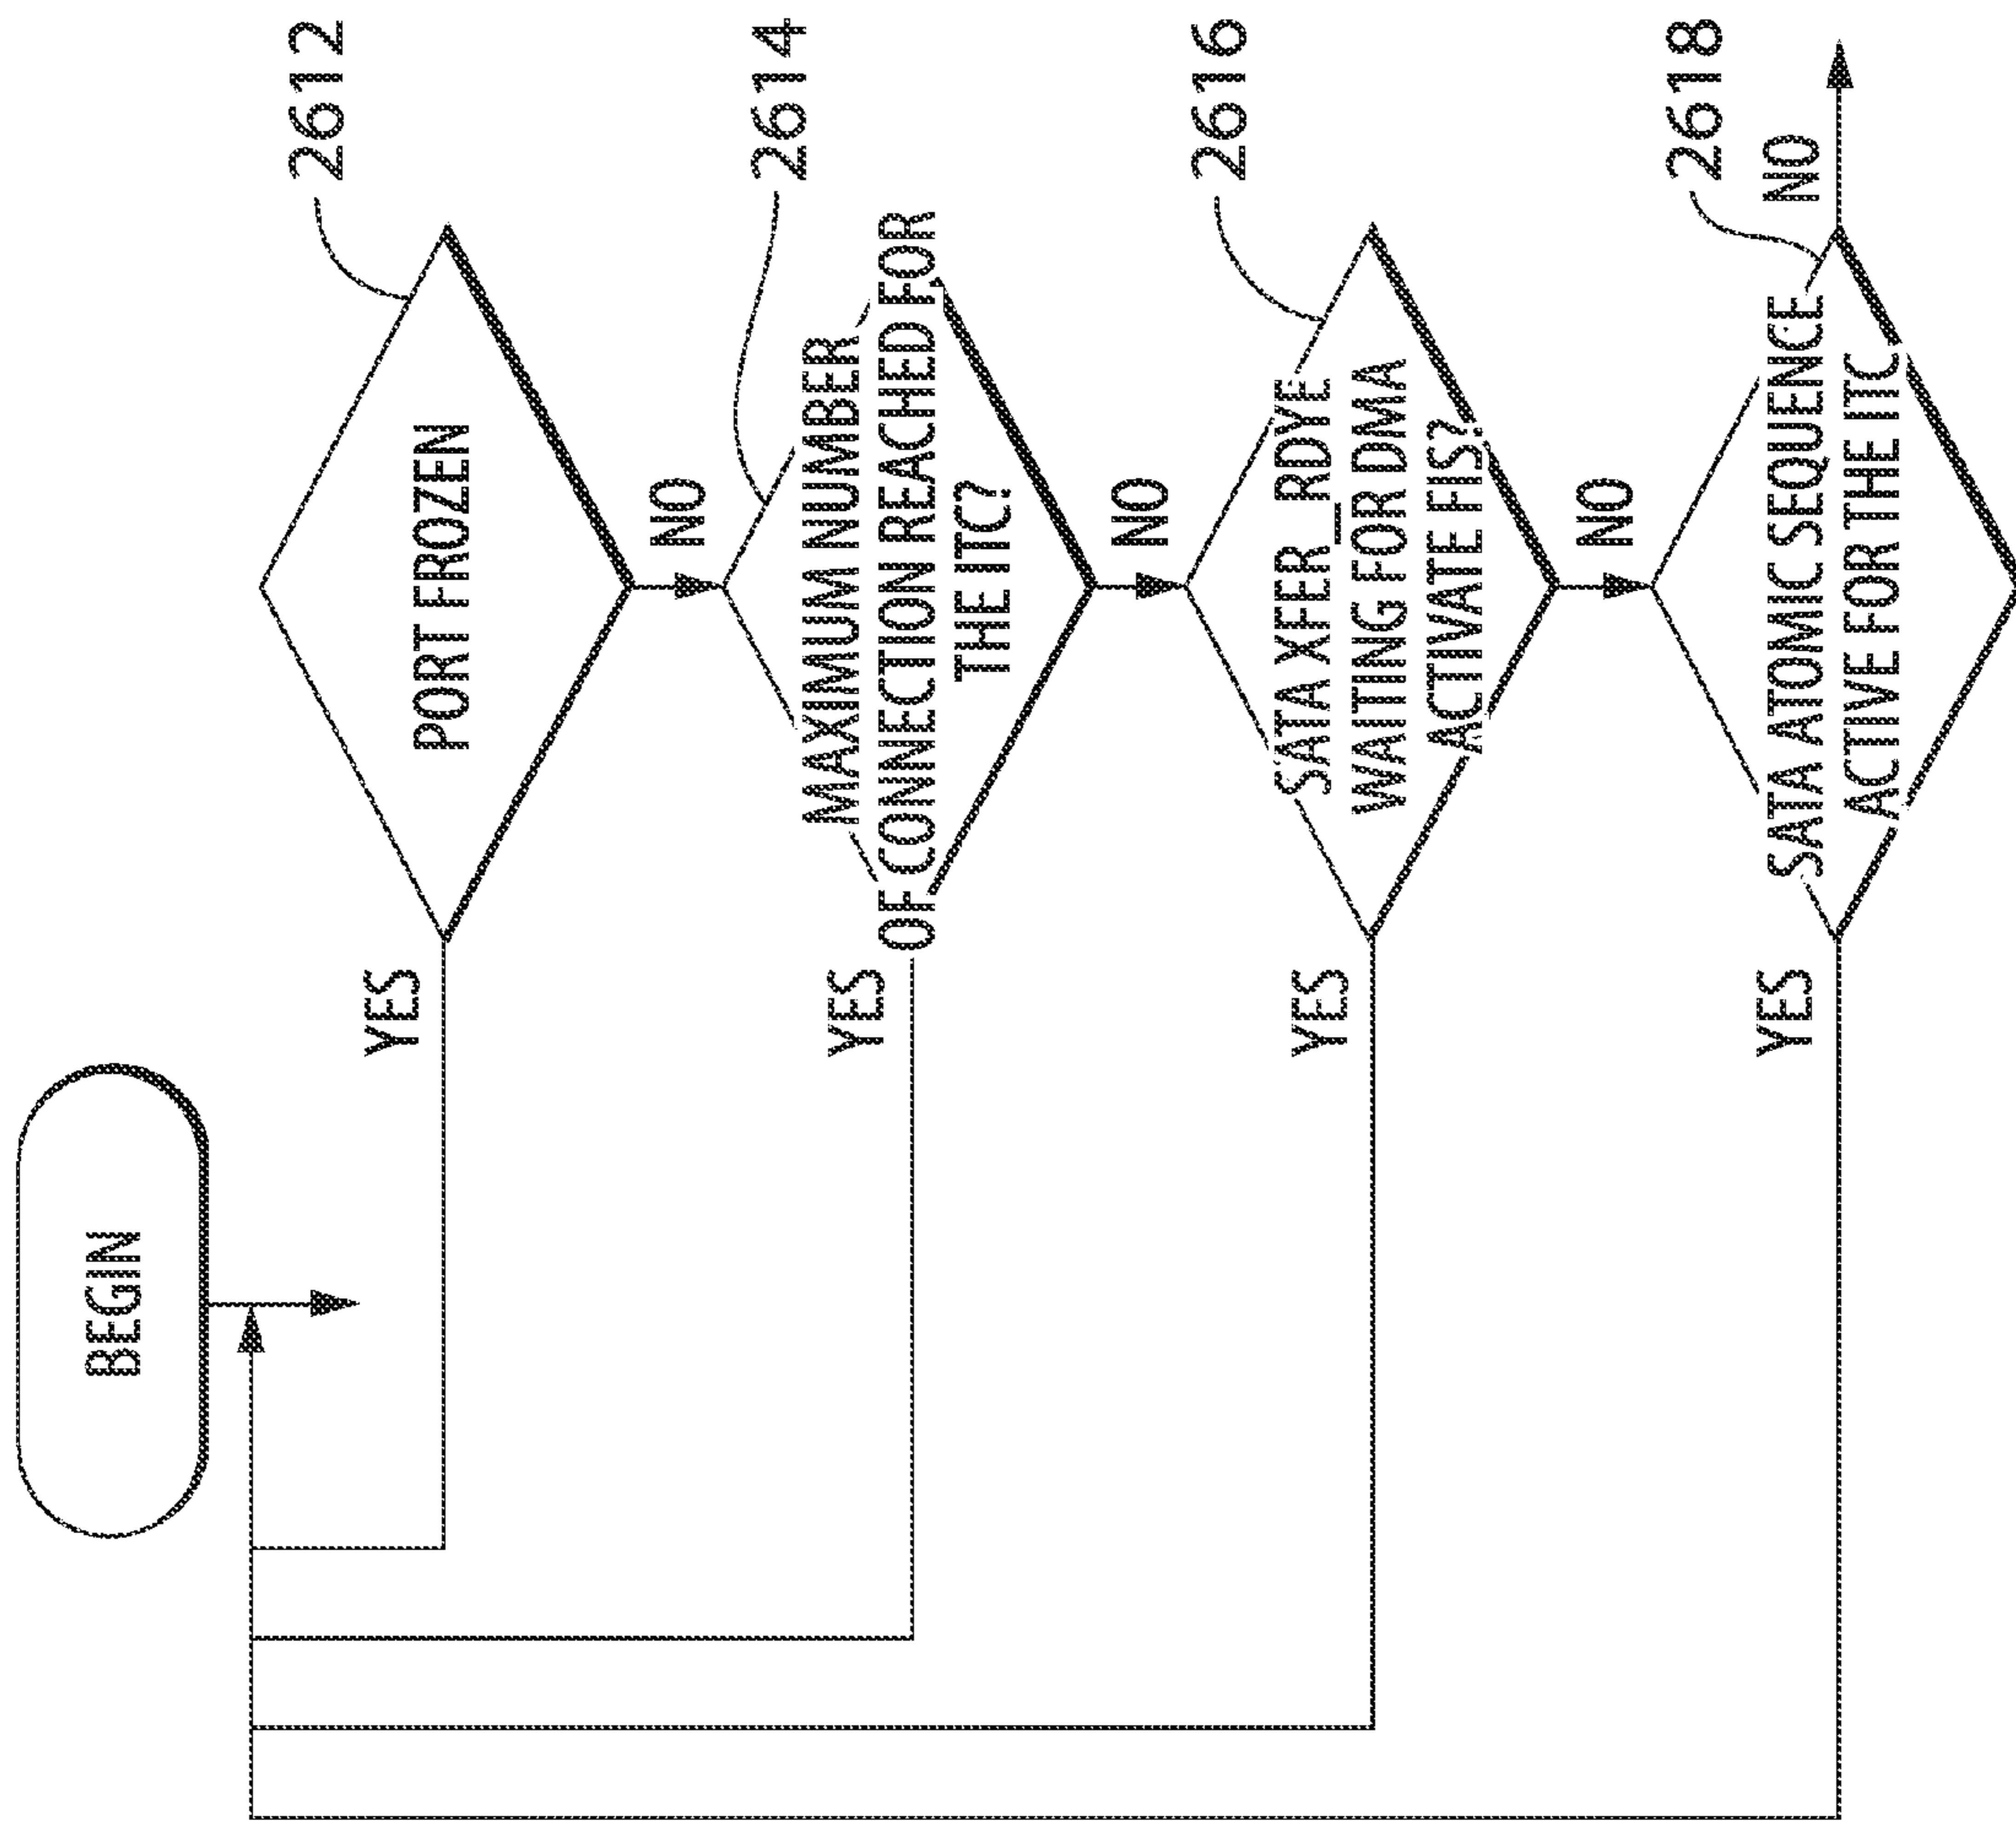 BEGIN
PORT FROZEN
2612
YES
NO
MAXIMUM NUMBER
OF CONNECTION REACHED FOR
THE ITC?
2614
YES
NO
SATA XFER_RDYE
WAITING FOR DMA
ACTIVATE FIS?
2616
YES
NO
SATA ATOMIC SEQUENCE
ACTIVE FOR THE ITC
2618
YES
NO